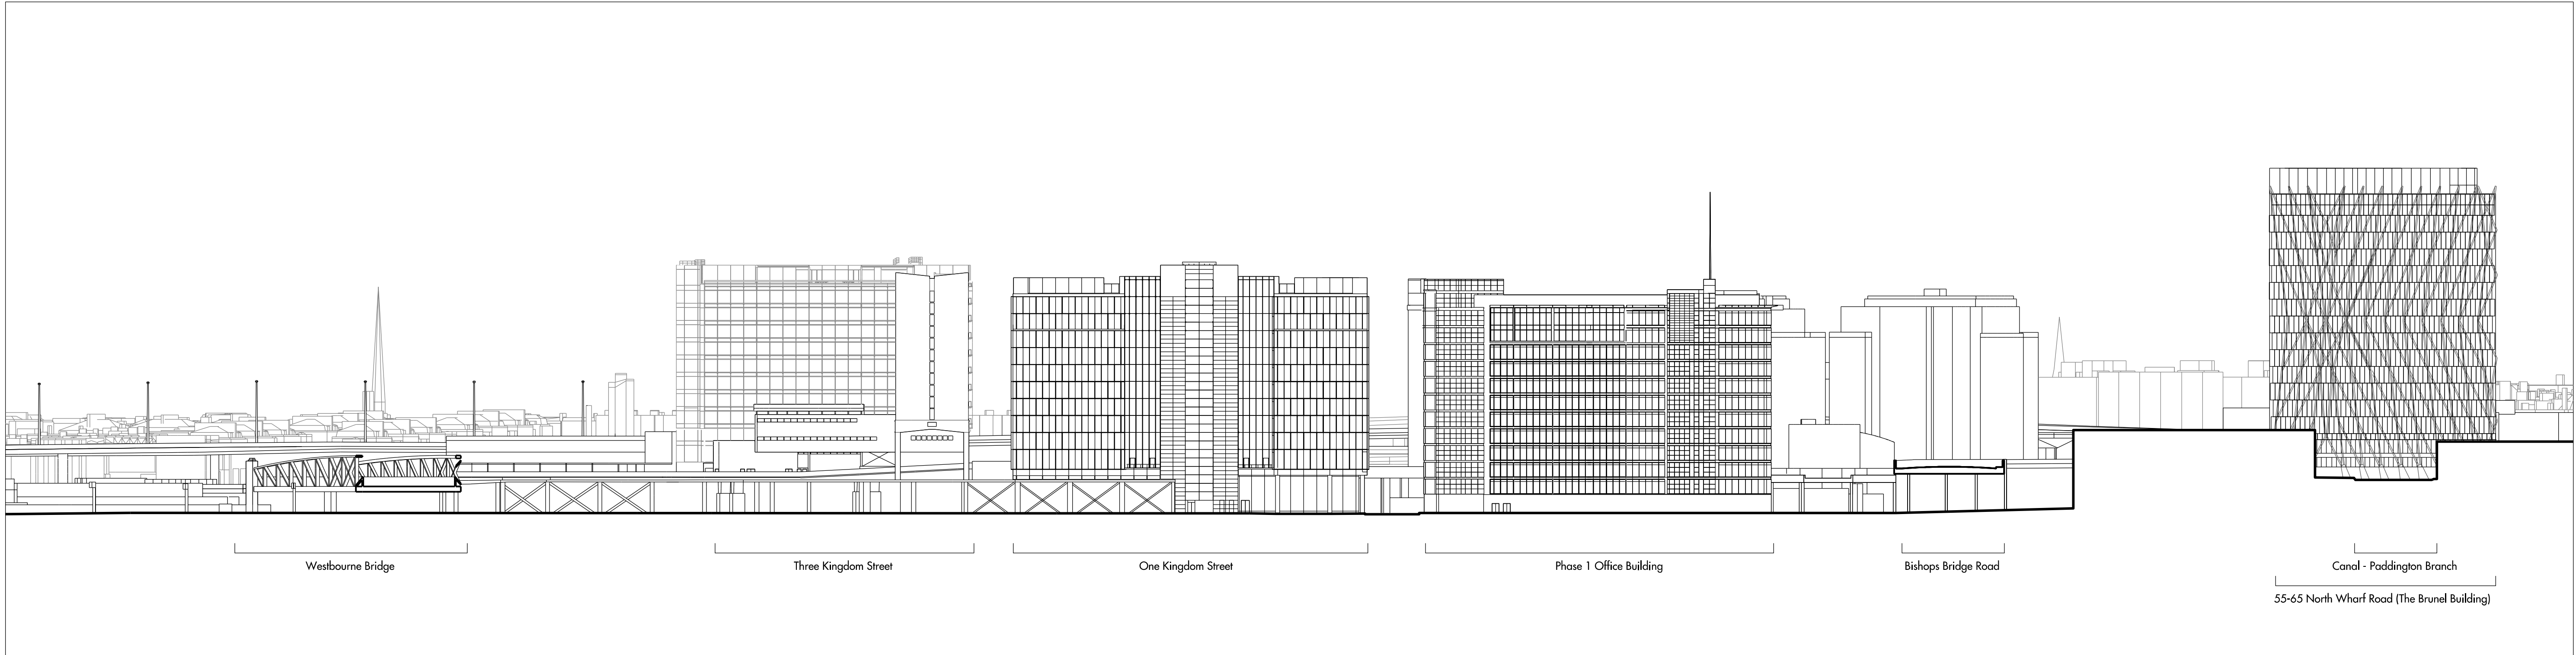 Westbourne Bridge
Three Kingdom Street
One Kingdom Street
Phase 1 Office Building
Bishops Bridge Road
Canal - Paddington Branch
55-65 North Wharf Road (The Brunel Building)